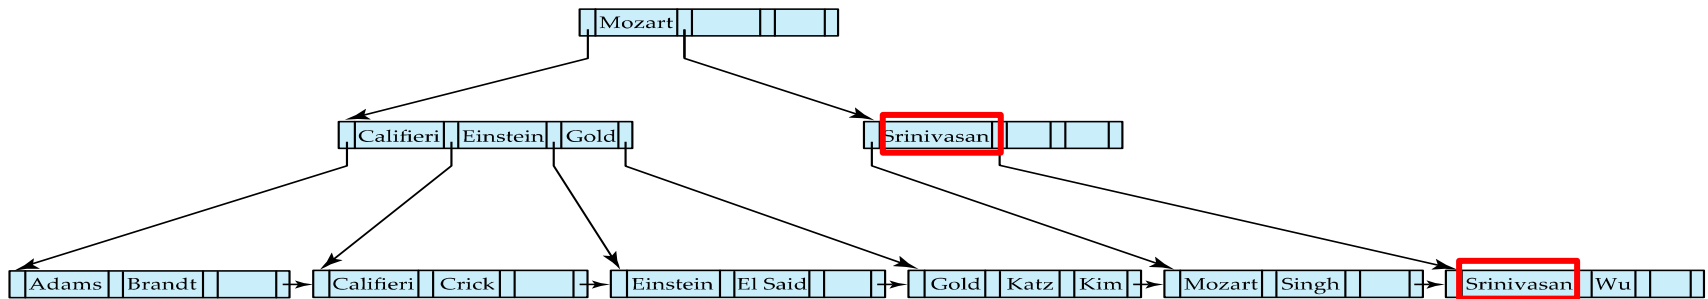 Mozart
Califieri Einstein Gold Srinivasan
Adams Brandt Califieri Crick Einstein El Said Gold Katz Kim Mozart Singh Srinivasan Wu